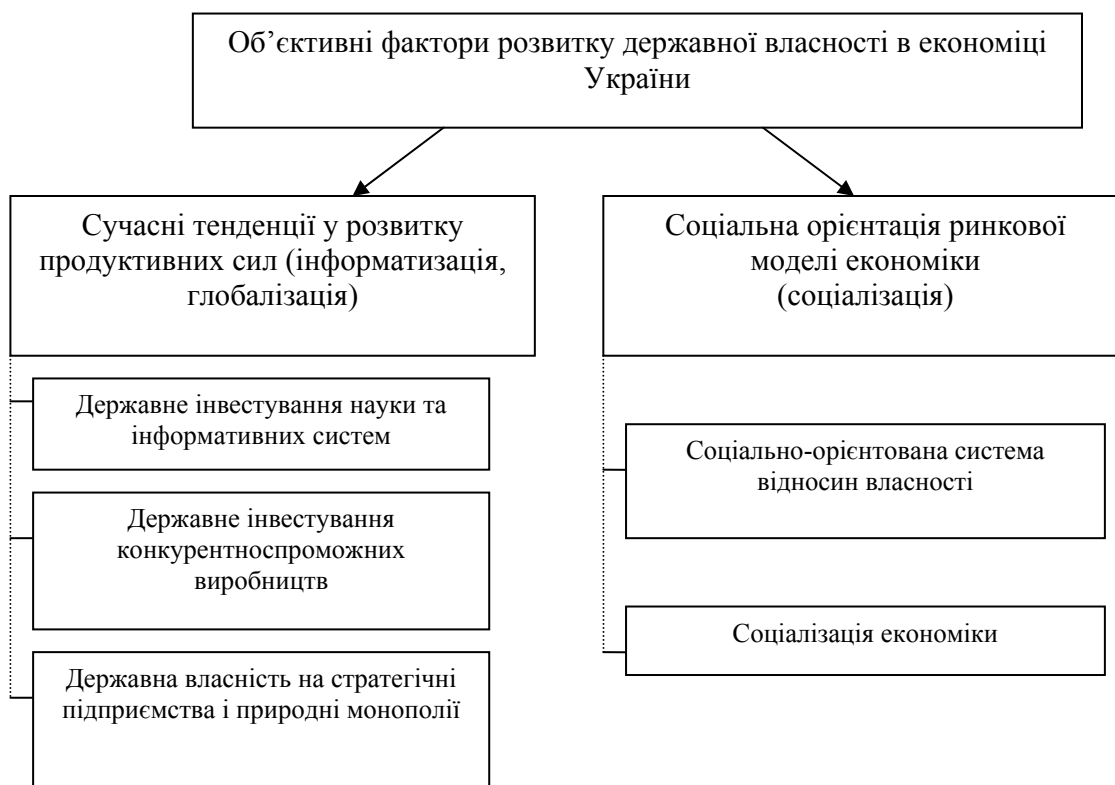 Об’єктивні фактори розвитку державної власності в економіці
України
Сучасні тенденції у розвитку
продуктивних сил (інформатизація,
глобалізація)
Соціальна орієнтація ринкової
моделі економіки
(соціалізація)
Державне інвестування науки та
інформативних систем
Державне інвестування
конкурентноспроможних
виробництв
Державна власність на стратегічні
підприємства і природні монополії
Соціально-орієнтована система
відносин власності
Соціалізація економіки